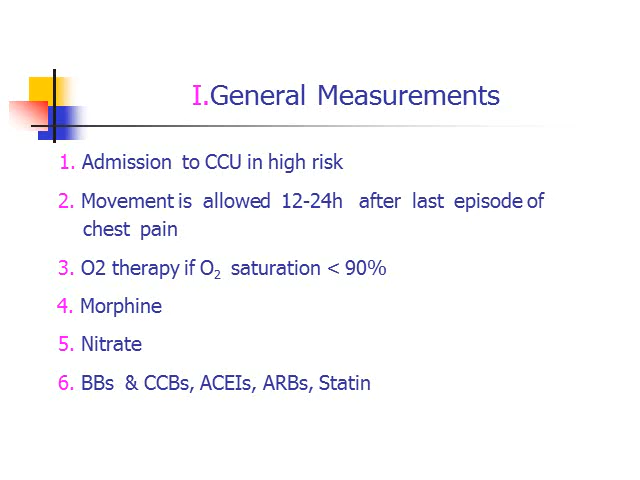 I.General Measurements
1. Admission to CCU in high risk
2. Movement is allowed 12-24h after last episode of
chest pain
3. O2 therapy if O₂ saturation < 90%
4. Morphine
5. Nitrate
6. BBs & CCBs, ACEIs, ARBs, Statin